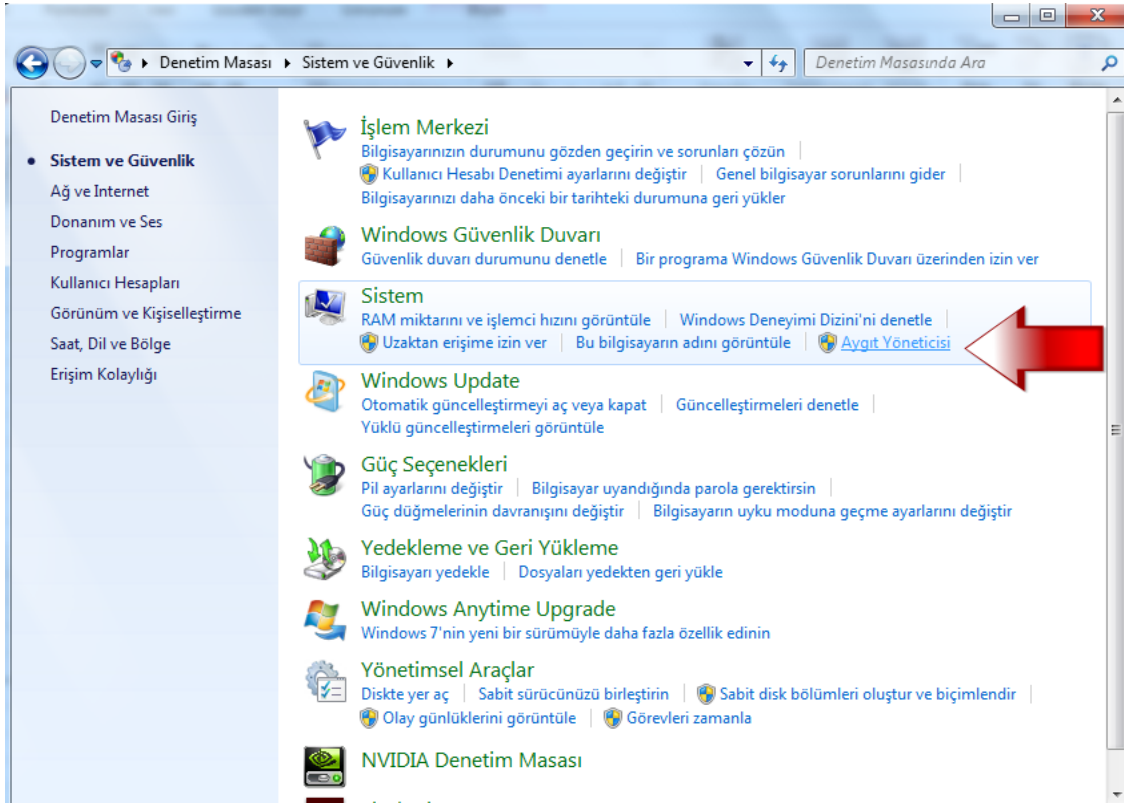 Denetim Masası Sistem ve Güvenlik
Denetim Masasında Ara
Denetim Masası Giriş
Sistem ve Güvenlik
Ağ ve Internet
Donanım ve Ses
Programlar
Kullanıcı Hesapları
Görünüm ve Kişiselleştirme
Saat, Dil ve Bölge
Erişim Kolaylığı
İşlem Merkezi
Bilgisayarınızın durumunu gözden geçirin ve sorunları çözün
Kullanıcı Hesabı Denetimi ayarlarını değiştir Genel bilgisayar sorunlarını gider
Bilgisayarınızı daha önceki bir tarihteki durumuna geri yükler
Windows Güvenlik Duvarı
Güvenlik duvarı durumunu denetle Bir programa Windows Güvenlik Duvarı üzerinden izin ver
Sistem
RAM miktarını ve işlemci hızını görüntüle Windows Deneyimi Dizini'ni denetle
Uzaktan erişime izin ver Bu bilgisayarın adını görüntüle Aygıt Yöneticisi
Windows Update
Otomatik güncelleştirmeyi aç veya kapat Güncelleştirmeleri denetle
Yüklü güncelleştirmeleri görüntüle
Güç Seçenekleri
Pil ayarlarını değiştir Bilgisayar uyandığında parola gerektirsin
Güç düğmelerinin davranışını değiştir Bilgisayarın uyku moduna geçme ayarlarını değiştir
Yedekleme ve Geri Yükleme
Bilgisayarı yedekle Dosyaları yedekten geri yükle
Windows Anytime Upgrade
Windows 7'nin yeni bir sürümüyle daha fazla özellik edinin
Yönetimsel Araçlar
Diskte yer aç Sabit sürücünüzü birleştirin Sabit disk bölümleri oluştur ve biçimlendir
Olay günlüklerini görüntüle Görevleri zamanla
NVIDIA Denetim Masası